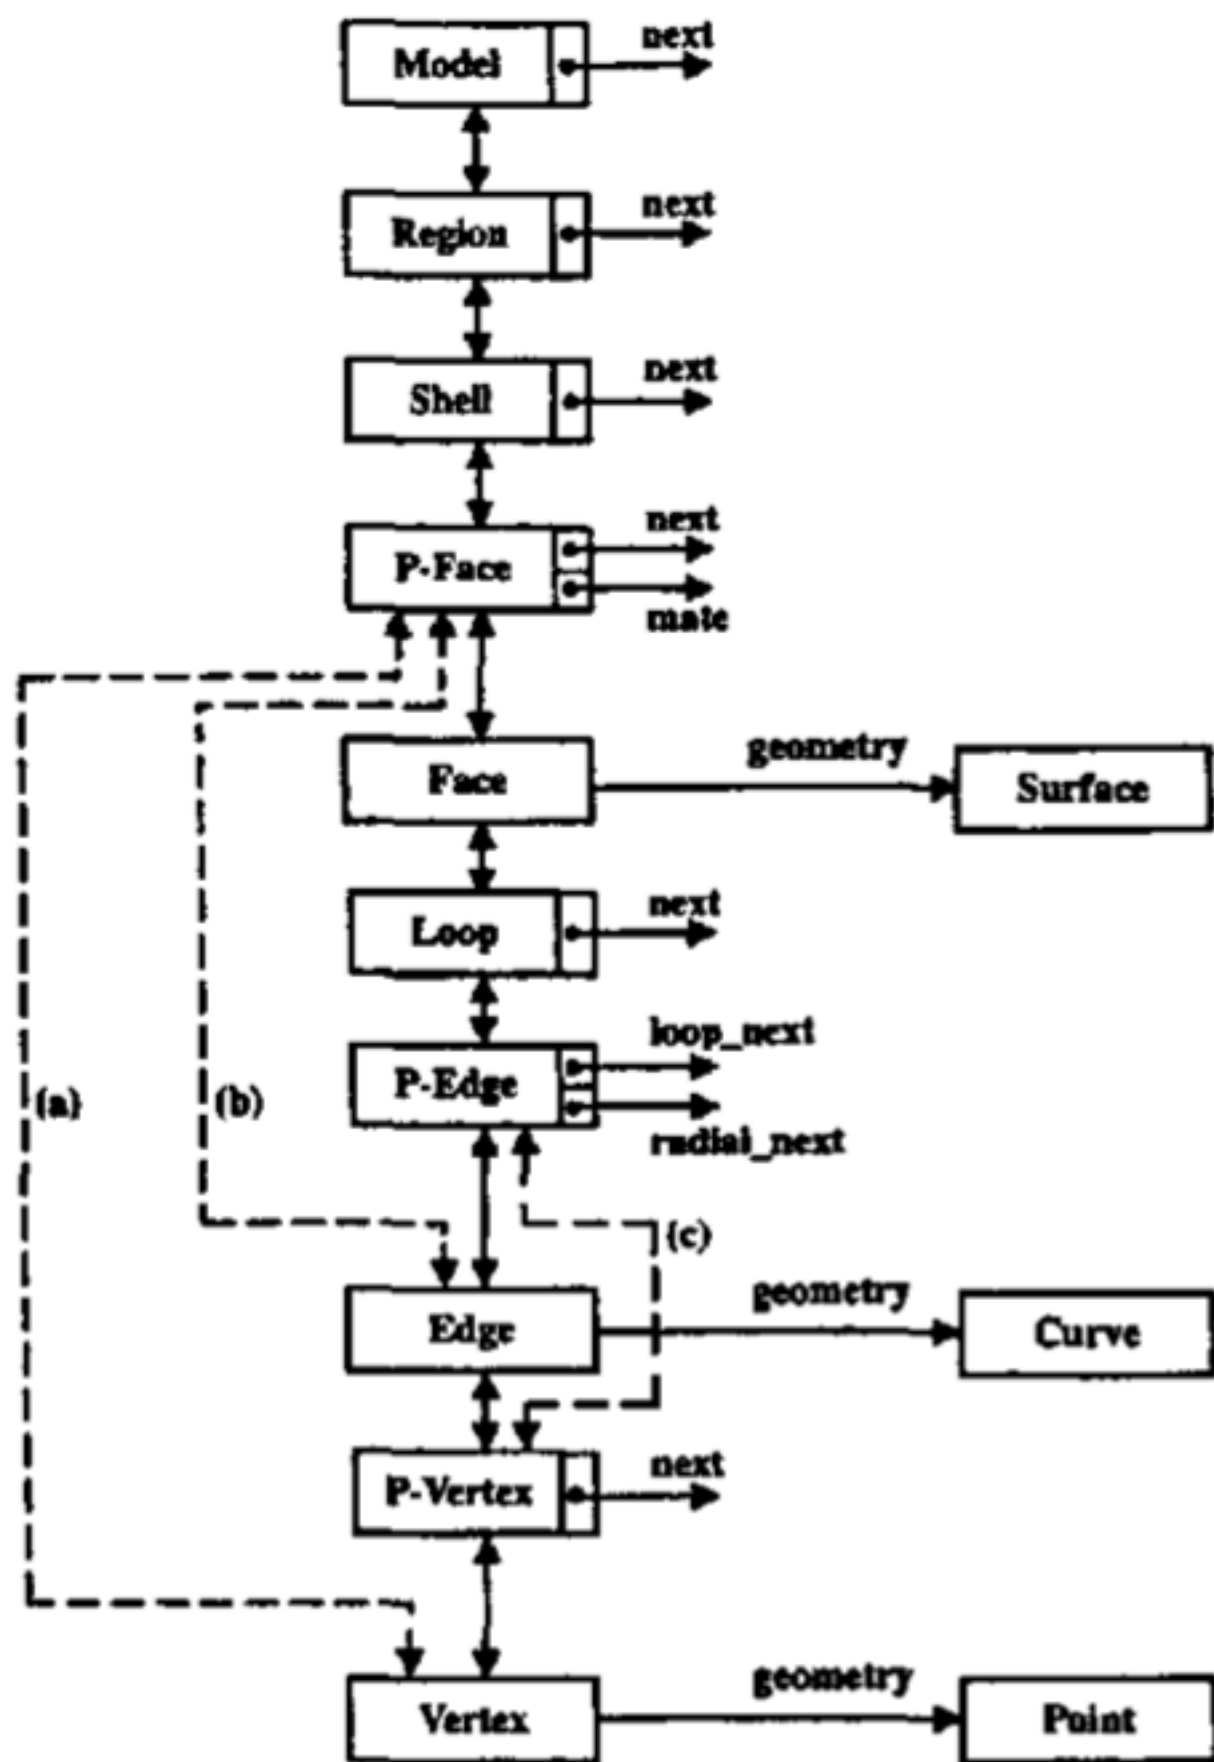 next
Model
next
Region
next
Shell
next
P-Face
mate
geometry
Face
Surface
next
Loop
loop_next
P-Edge
(a)
(b)
radial_next
(c)
geometry
Edge
Curve
next
P-Vertex
geometry
Vertex
Point